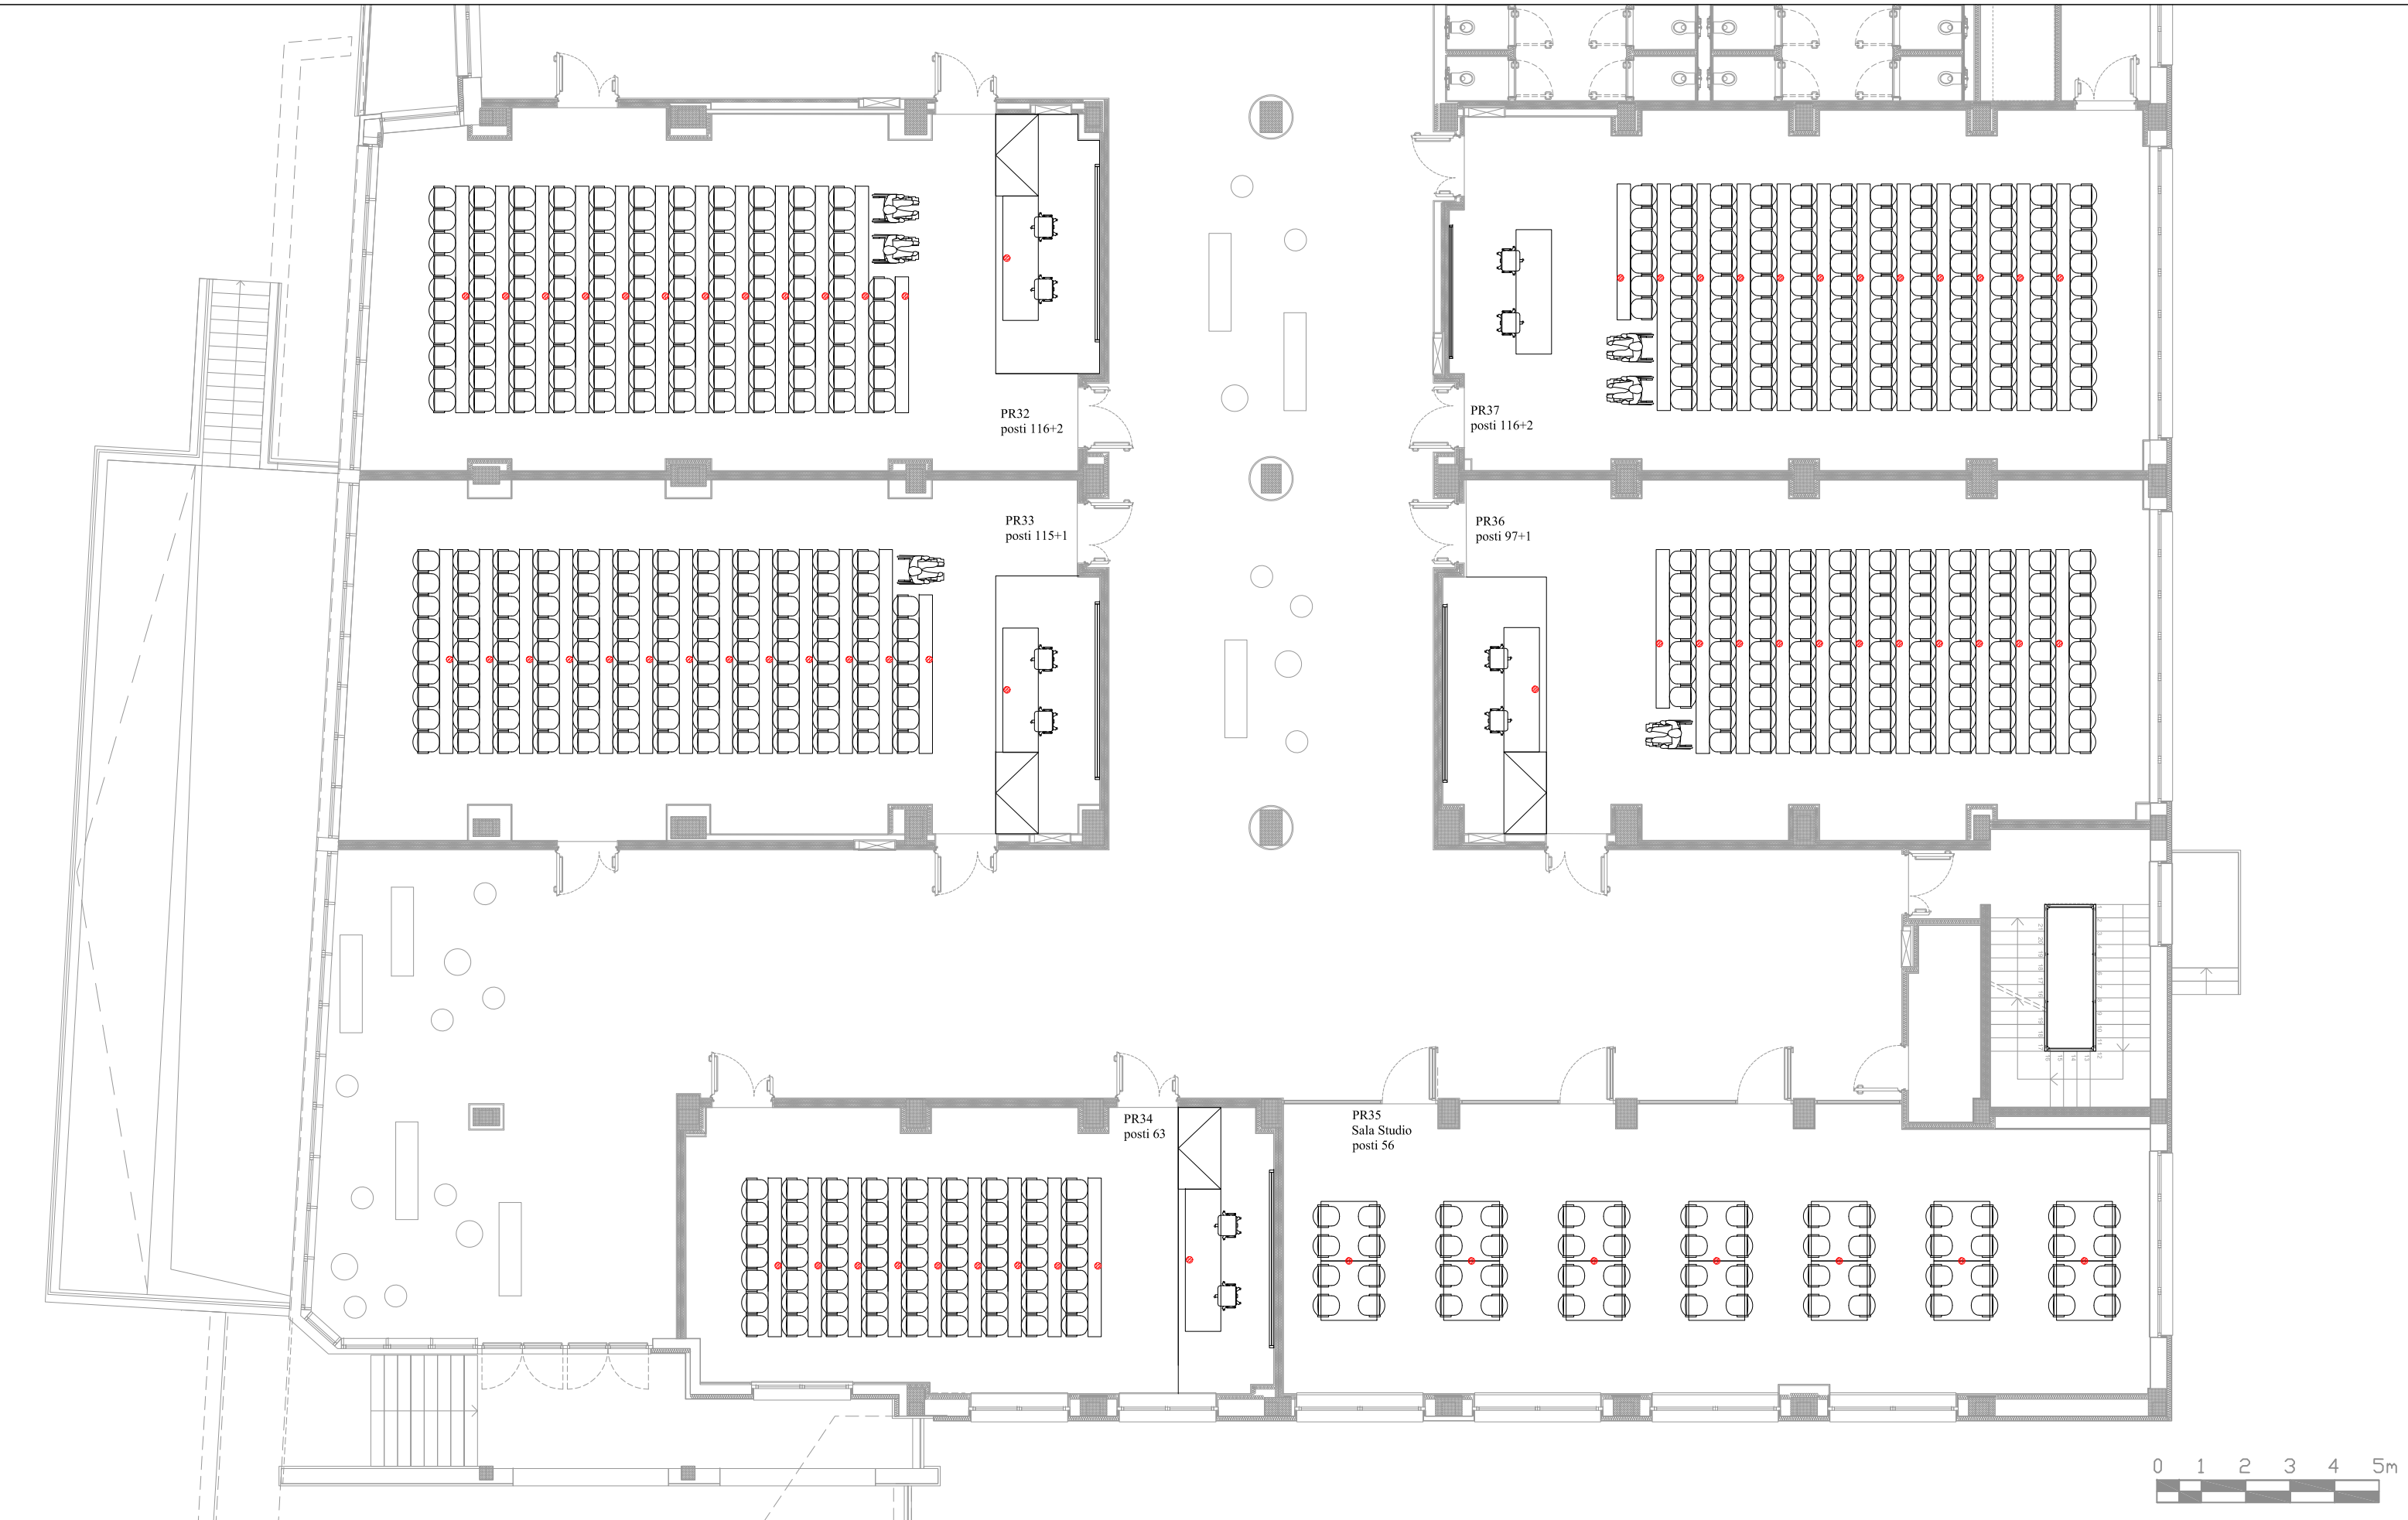 PR32
posti 116+2
PR37
posti 116+2
PR33
posti 115+1
PR36
posti 97+1
PR34
posti 63
PR35
Sala Studio
posti 56
0 1 2 3 4 5m